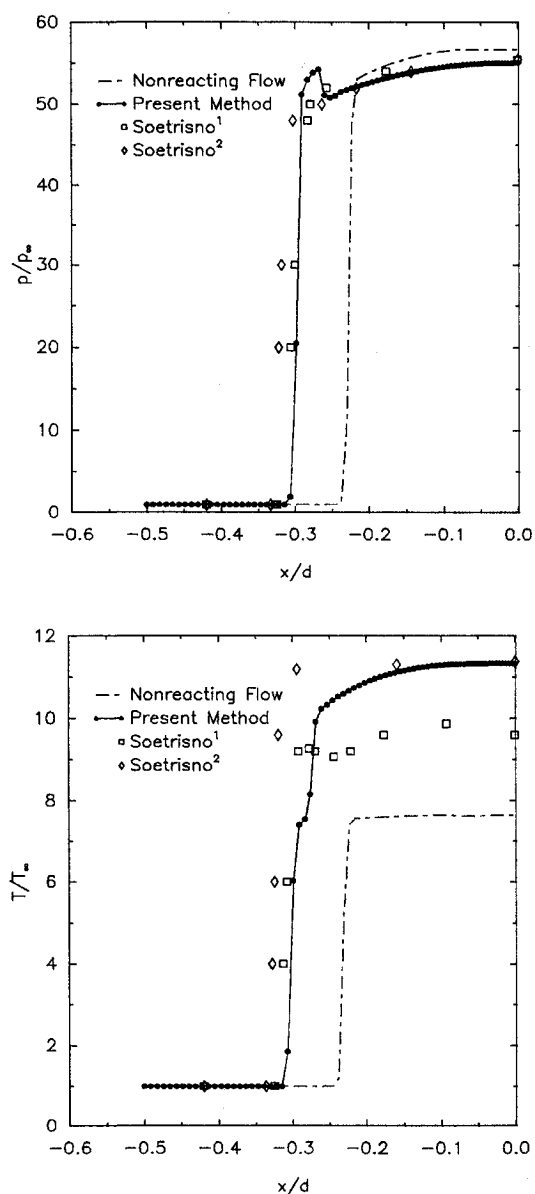 60
50
40
30
20
10
0
p/p∞
Nonreacting Flow
Present Method
Soetrisno¹
Soetrisno²
−0.6 −0.5 −0.4 −0.3 −0.2 −0.1 0.0
x/d
12
10
8
6
4
2
0
T/T∞
Nonreacting Flow
Present Method
Soetrisno¹
Soetrisno²
−0.6 −0.5 −0.4 −0.3 −0.2 −0.1 0.0
x/d